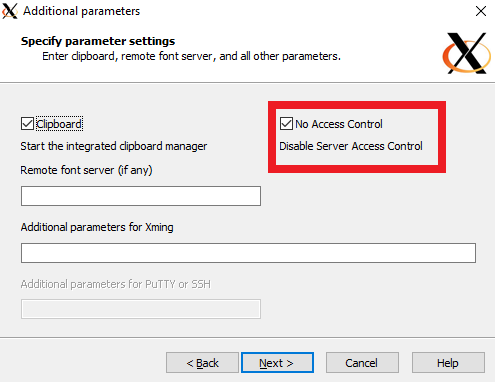 Additional parameters
Specify parameter settings
Enter clipboard, remote font server, and all other parameters.
Clipboard
Start the integrated clipboard manager
No Access Control
Disable Server Access Control
Remote font server (if any)
Additional parameters for Xming
Additional parameters for PuTTY or SSH
< Back
Next >
Cancel
Help